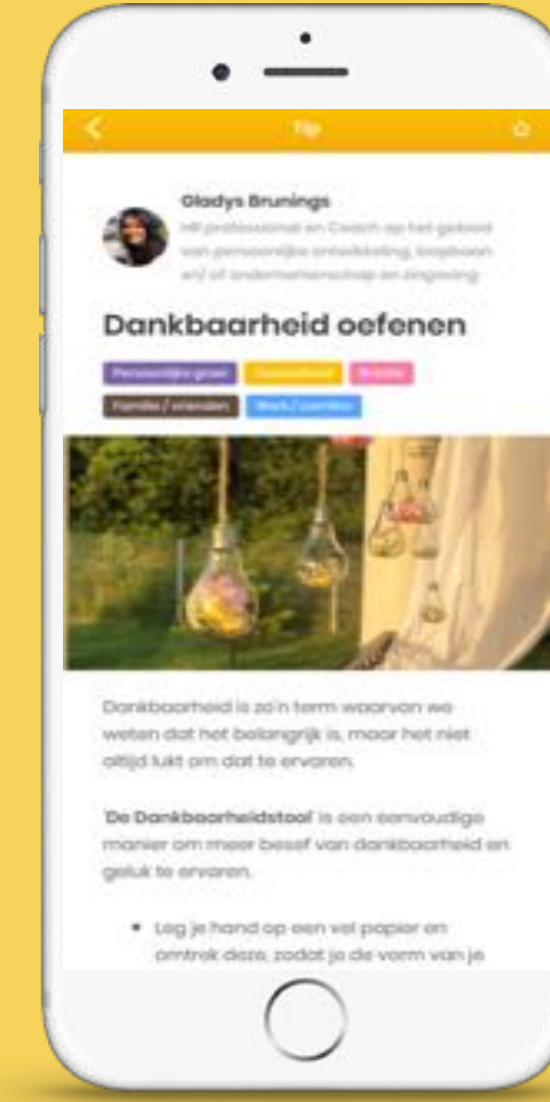 Tip
Gladys Brunings
HR professional en Coach op het gebied
van persoonlijke ontwikkeling, loopbaan
en/of ondernemerschap en zingeving
Dankbaarheid oefenen
Persoonlijke groei Gezondheid Relatie
Familie / vrienden Werk / carrière
Dankbaarheid is zo'n term waarvan we
weten dat het belangrijk is, maar het niet
altijd lukt om dat te ervaren.
'De Dankbaarheidstool' is een eenvoudige
manier om meer besef van dankbaarheid en
geluk te ervaren.
Leg je hand op een vel papier en
omtrek deze, zodat je de vorm van je